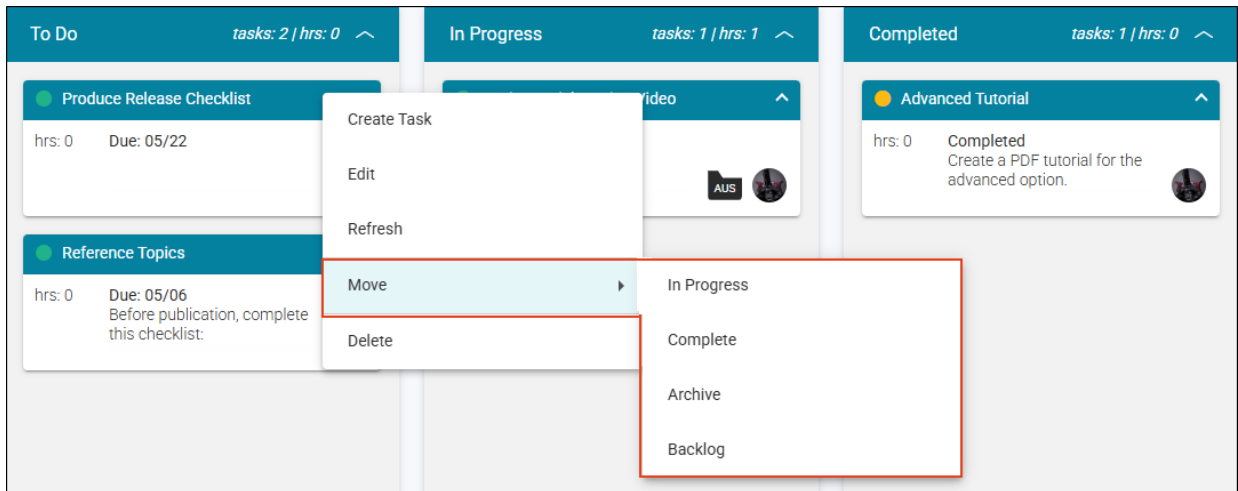 To Do
tasks: 2 | hrs: 0
Produce Release Checklist
hrs: 0
Due: 05/22
Reference Topics
hrs: 0
Due: 05/06
Before publication, complete
this checklist:
Create Task
Edit
Refresh
Move
Delete
In Progress
Complete
Archive
Backlog
In Progress
tasks: 1 | hrs: 1
Video
AUS
Completed
tasks: 1 | hrs: 0
Advanced Tutorial
hrs: 0
Completed
Create a PDF tutorial for the
advanced option.